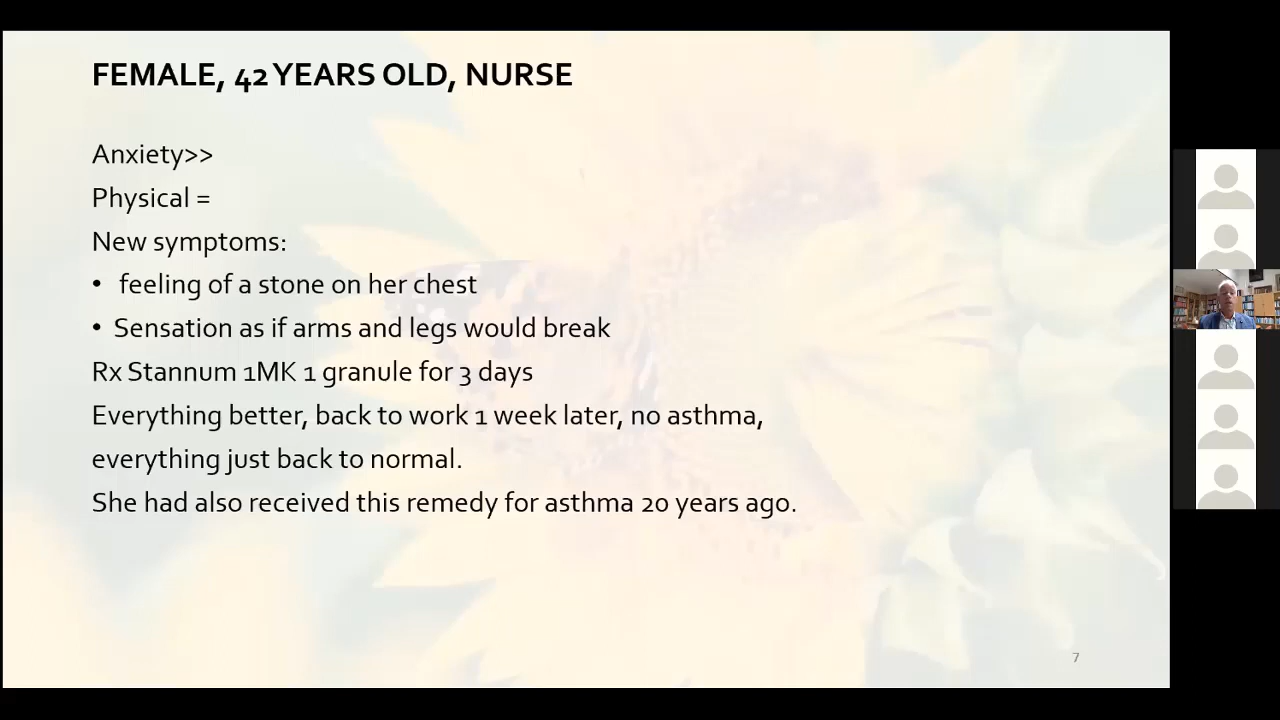 FEMALE, 42 YEARS OLD, NURSE
Anxiety>>
Physical =
New symptoms:
• feeling of a stone on her chest
• Sensation as if arms and legs would break
Rx Stannum 1MK 1 granule for 3 days
Everything better, back to work 1 week later, no asthma,
everything just back to normal.
She had also received this remedy for asthma 20 years ago.
7